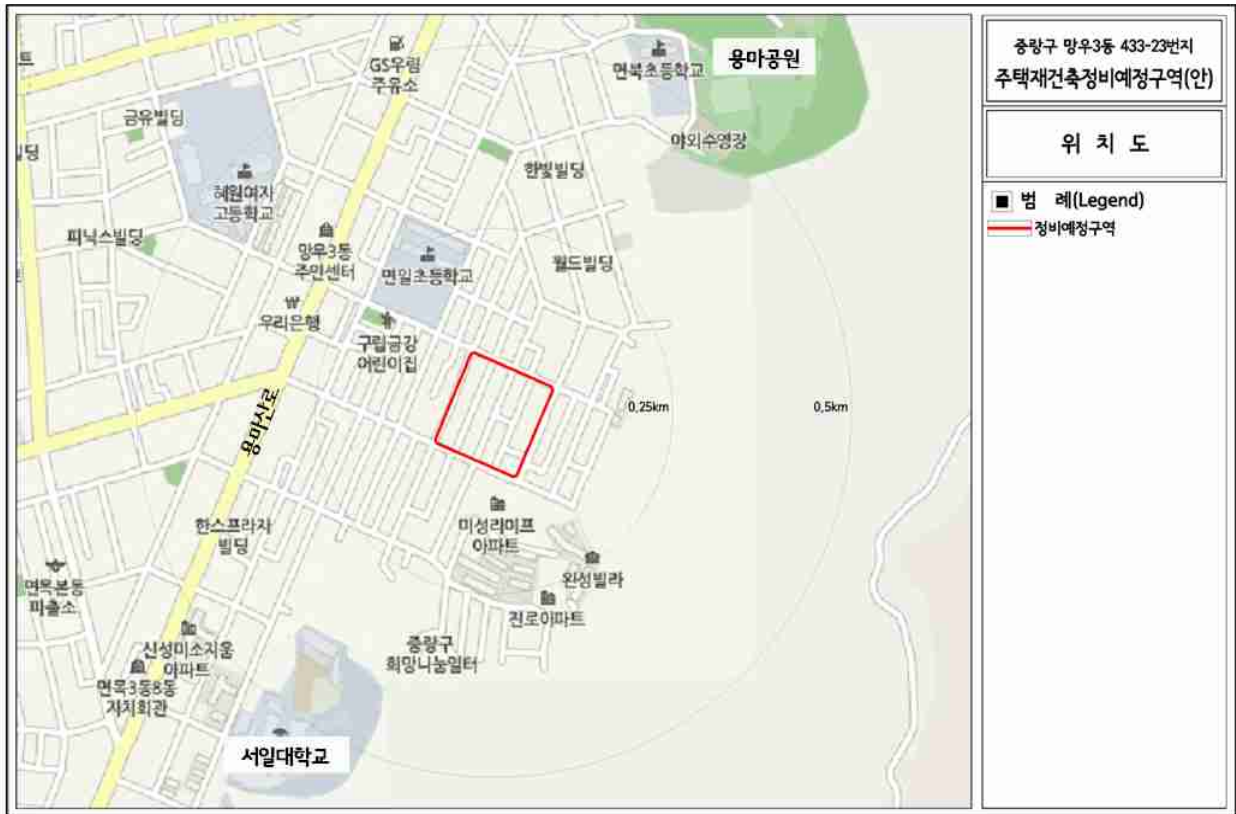 중랑구 망우3동 433-23번지
주택재건축정비예정구역(안)
위 치 도
■ 범 례(Legend)
정비예정구역
용마공원
면북초등학교
야외수영장
GS우림
주유소
금유빌딩
빌딩
혜원여자
고등학교
한빛빌딩
피닉스빌딩
망우3동
주민센터
면일초등학교
월드빌딩
우리은행
구립금강
어린이집
용마산로
0.25km
0.5km
한스프라자
빌딩
미성라미프
아파트
완성빌라
진로아파트
면목본동
파출소
중랑구
희망나눔일터
신성미소지움
아파트
면목3동8동
자치회관
서일대학교